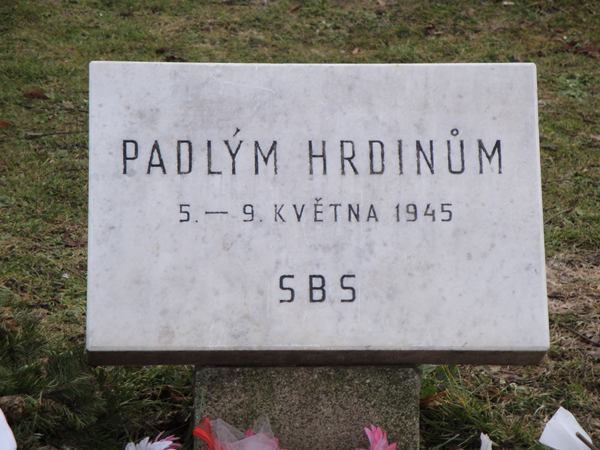 PADLÝM HRDINŮM
5. — 9. KVĚTNA 1945
SBS